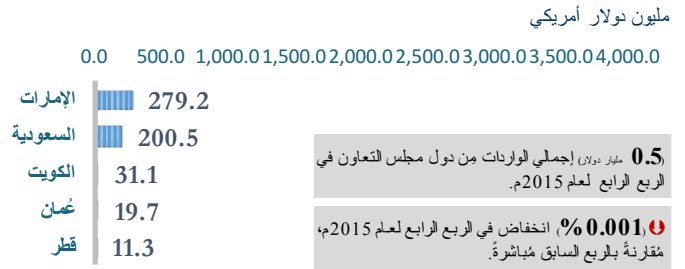 مليون دولار أمريكي
0.0 500.0 1,000.0 1,500.0 2,000.0 2,500.0 3,000.0 3,500.0 4,000.0
الإمارات 279.2
السعودية 200.5
الكويت 31.1
عُمان 19.7
قطر 11.3
(0.5 مليار دولار) إجمالي الواردات مِن دول مجلس التعاون في
الربع الرابع لعام 2015م.
(0.001 %) انخفاض في الربع الرابع لعام 2015م،
مُقارنةً بالربع السابق مُباشرةً.